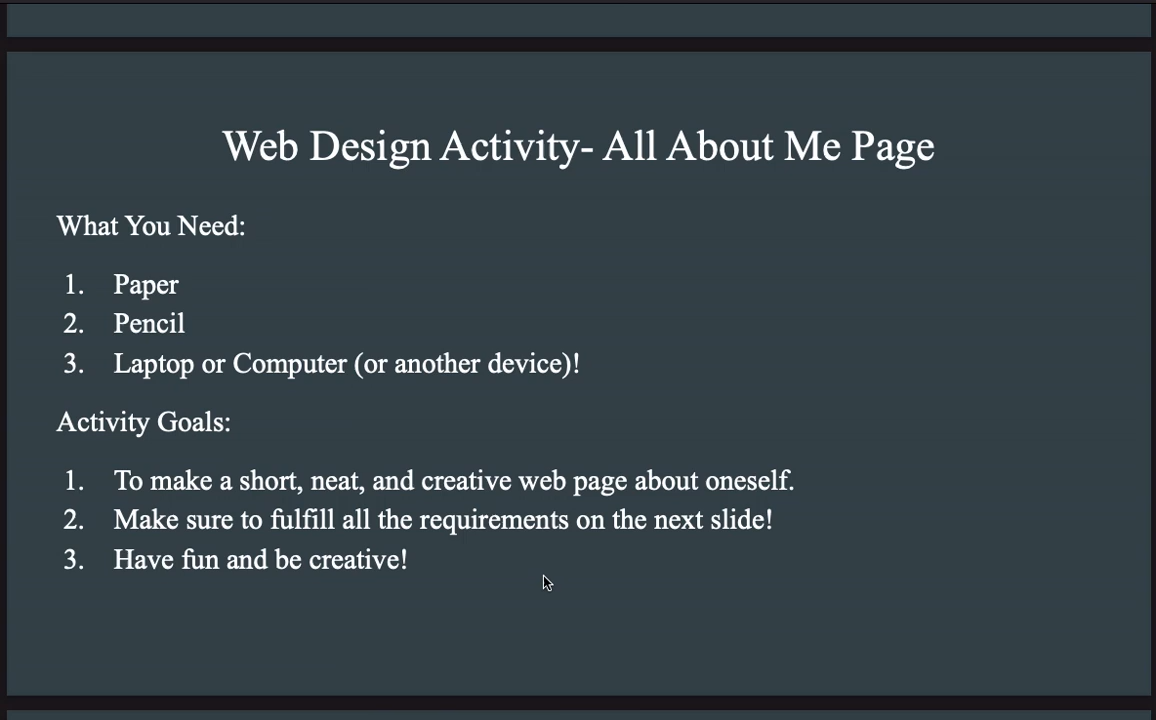 Web Design Activity- All About Me Page
What You Need:
1. Paper
2. Pencil
3. Laptop or Computer (or another device)!
Activity Goals:
1. To make a short, neat, and creative web page about oneself.
2. Make sure to fulfill all the requirements on the next slide!
3. Have fun and be creative!